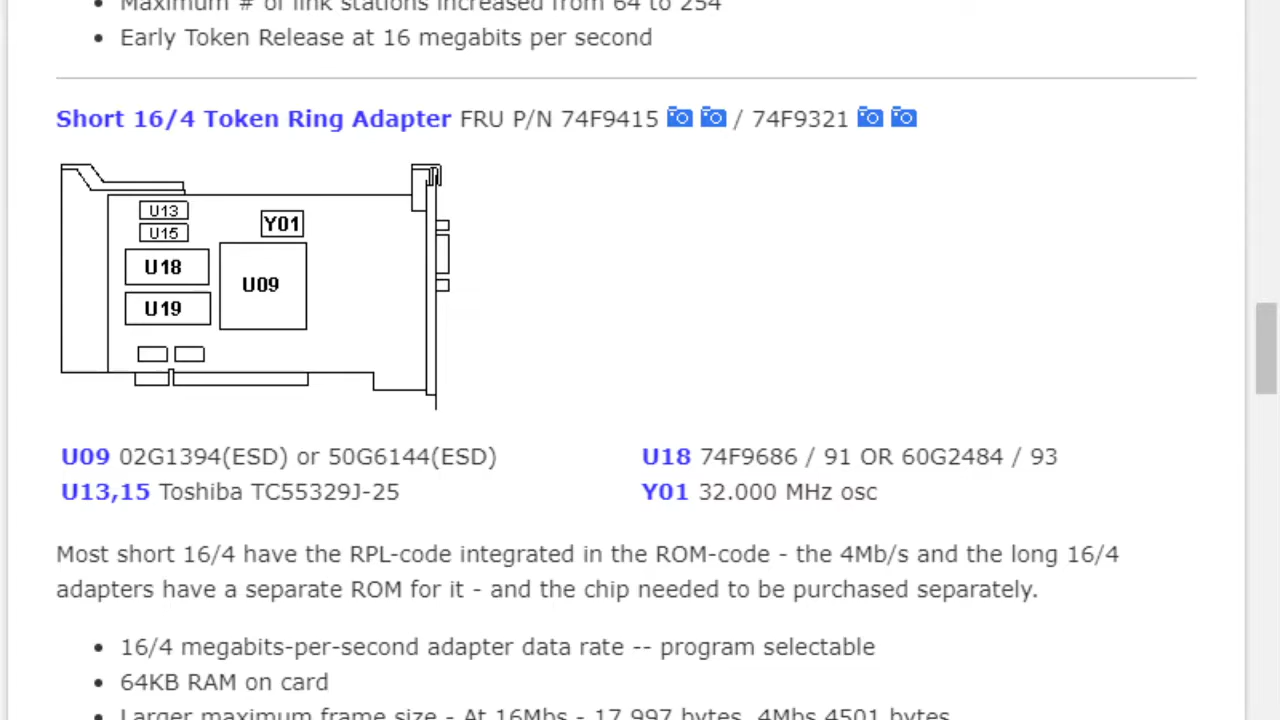 Maximum # of link stations increased from 64 to 254
Early Token Release at 16 megabits per second
Short 16/4 Token Ring Adapter FRU P/N 74F9415 / 74F9321
U13
U15
Y01
U18
U09
U19
U09 02G1394(ESD) or 50G6144(ESD)
U18 74F9686 / 91 OR 60G2484 / 93
U13,15 Toshiba TC55329J-25
Y01 32.000 MHz osc
Most short 16/4 have the RPL-code integrated in the ROM-code - the 4Mb/s and the long 16/4
adapters have a separate ROM for it - and the chip needed to be purchased separately.
16/4 megabits-per-second adapter data rate -- program selectable
64KB RAM on card
Larger maximum frame size - At 16Mbs - 17,997 bytes, 4Mbs 4501 bytes